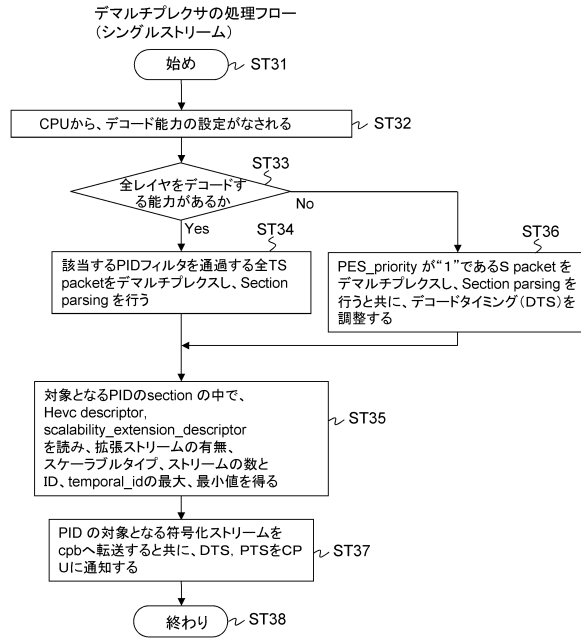 デマルチプレクサの処理フロー
(シングルストリーム)
始め
ST31
CPUから、デコード能力の設定がなされる
ST32
ST33
全レイヤをデコードす
る能力があるか
No
Yes
ST34
該当するPIDフィルタを通過する全TS
packetをデマルチプレクスし、Section
parsing を行う
ST36
PES_priority が“1”であるS packet を
デマルチプレクスし、Section parsing を
行うと共に、デコードタイミング(DTS)を
調整する
対象となるPIDのsection の中で、
Hevc descriptor,
scalability_extension_descriptor
を読み、拡張ストリームの有無、
スケーラブルタイプ、ストリームの数と
ID、temporal_idの最大、最小値を得る
ST35
PID の対象となる符号化ストリームを
cpbへ転送すると共に、DTS, PTSをCP
Uに通知する
ST37
終わり
ST38